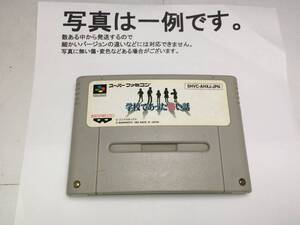 写真は一例です。
数ある中から発送するので
細かいバージョンの違いなどには対応できません。
写真に無い傷・変色などある場合がございます。
スーパーファミコン
SHVC-AHXJ-JPN
学校であった怖い話